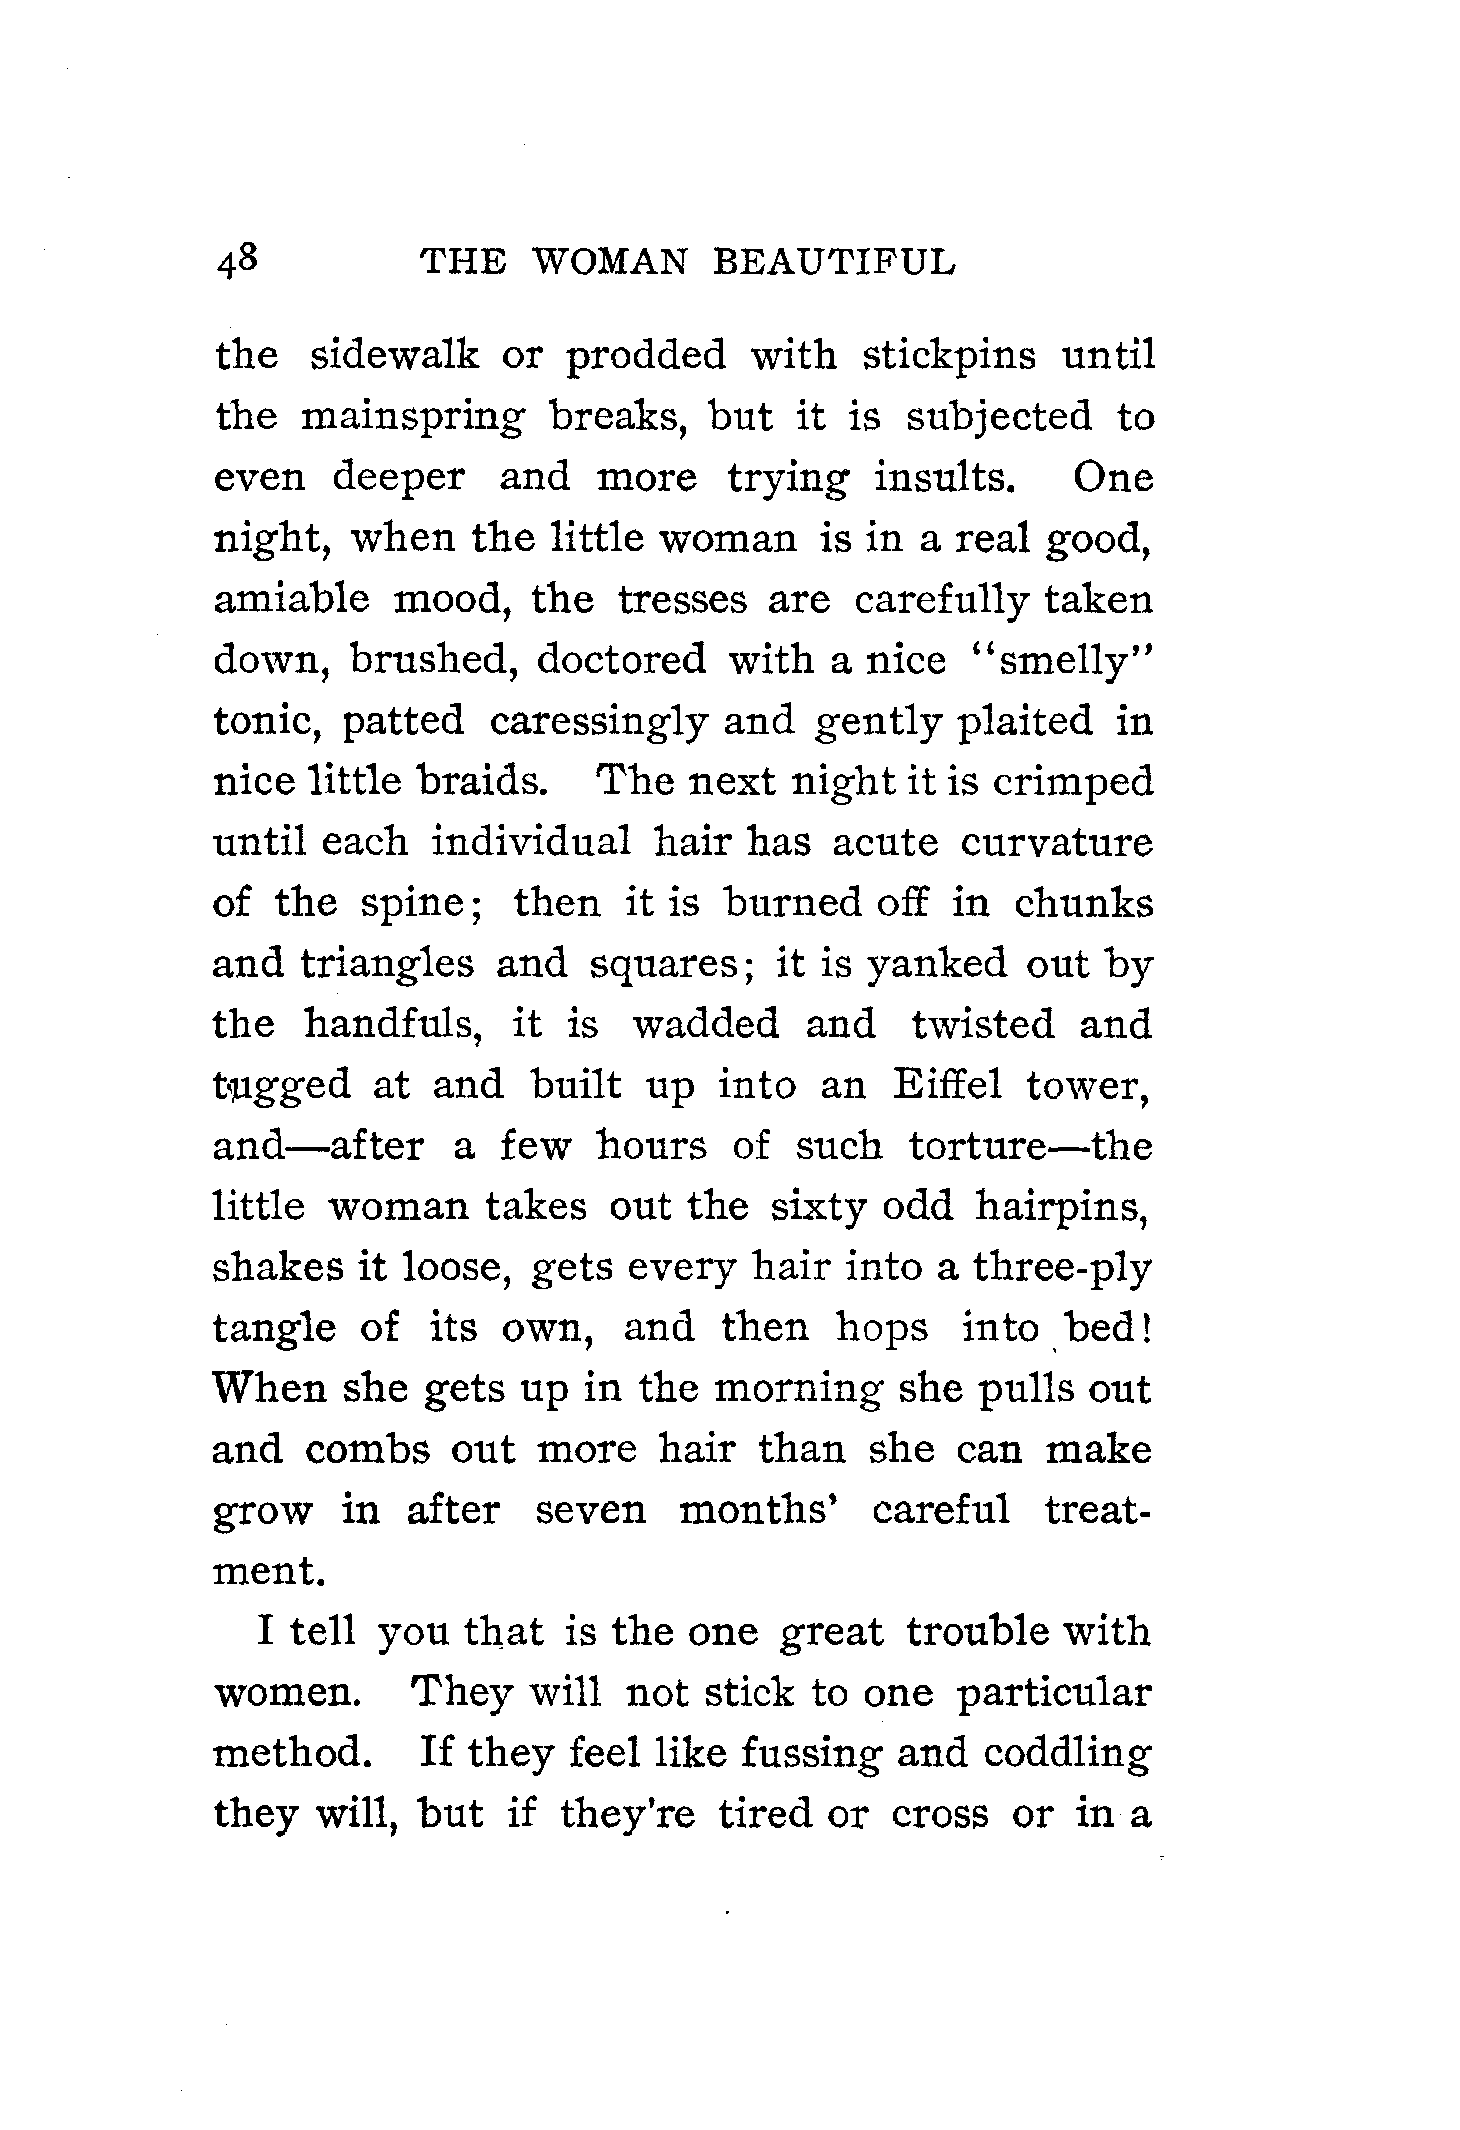 48 THE WOMAN BEAUTIFUL
the sidewalk or prodded with stickpins until
the mainspring breaks, but it is subjected to
even deeper and more trying insults. One
night, when the little woman is in a real good,
amiable mood, the tresses are carefully taken
down, brushed, doctored with a nice “smelly”
tonic, patted caressingly and gently plaited in
nice little braids. The next night it is crimped
until each individual hair has acute curvature
of the spine; then it is burned off in chunks
and triangles and squares; it is yanked out by
the handfuls, it is wadded and twisted and
tugged at and built up into an Eiffel tower,
and—after a few hours of such torture—the
little woman takes out the sixty odd hairpins,
shakes it loose, gets every hair into a three-ply
tangle of its own, and then hops into bed!
When she gets up in the morning she pulls out
and combs out more hair than she can make
grow in after seven months’ careful treat-
ment.
I tell you that is the one great trouble with
women. They will not stick to one particular
method. If they feel like fussing and coddling
they will, but if they’re tired or cross or in a